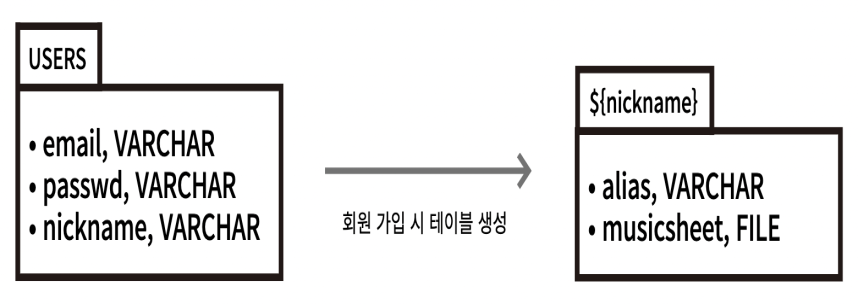 USERS
• email, VARCHAR
• passwd, VARCHAR
• nickname, VARCHAR
회원 가입 시 테이블 생성
${nickname}
• alias, VARCHAR
• musicsheet, FILE